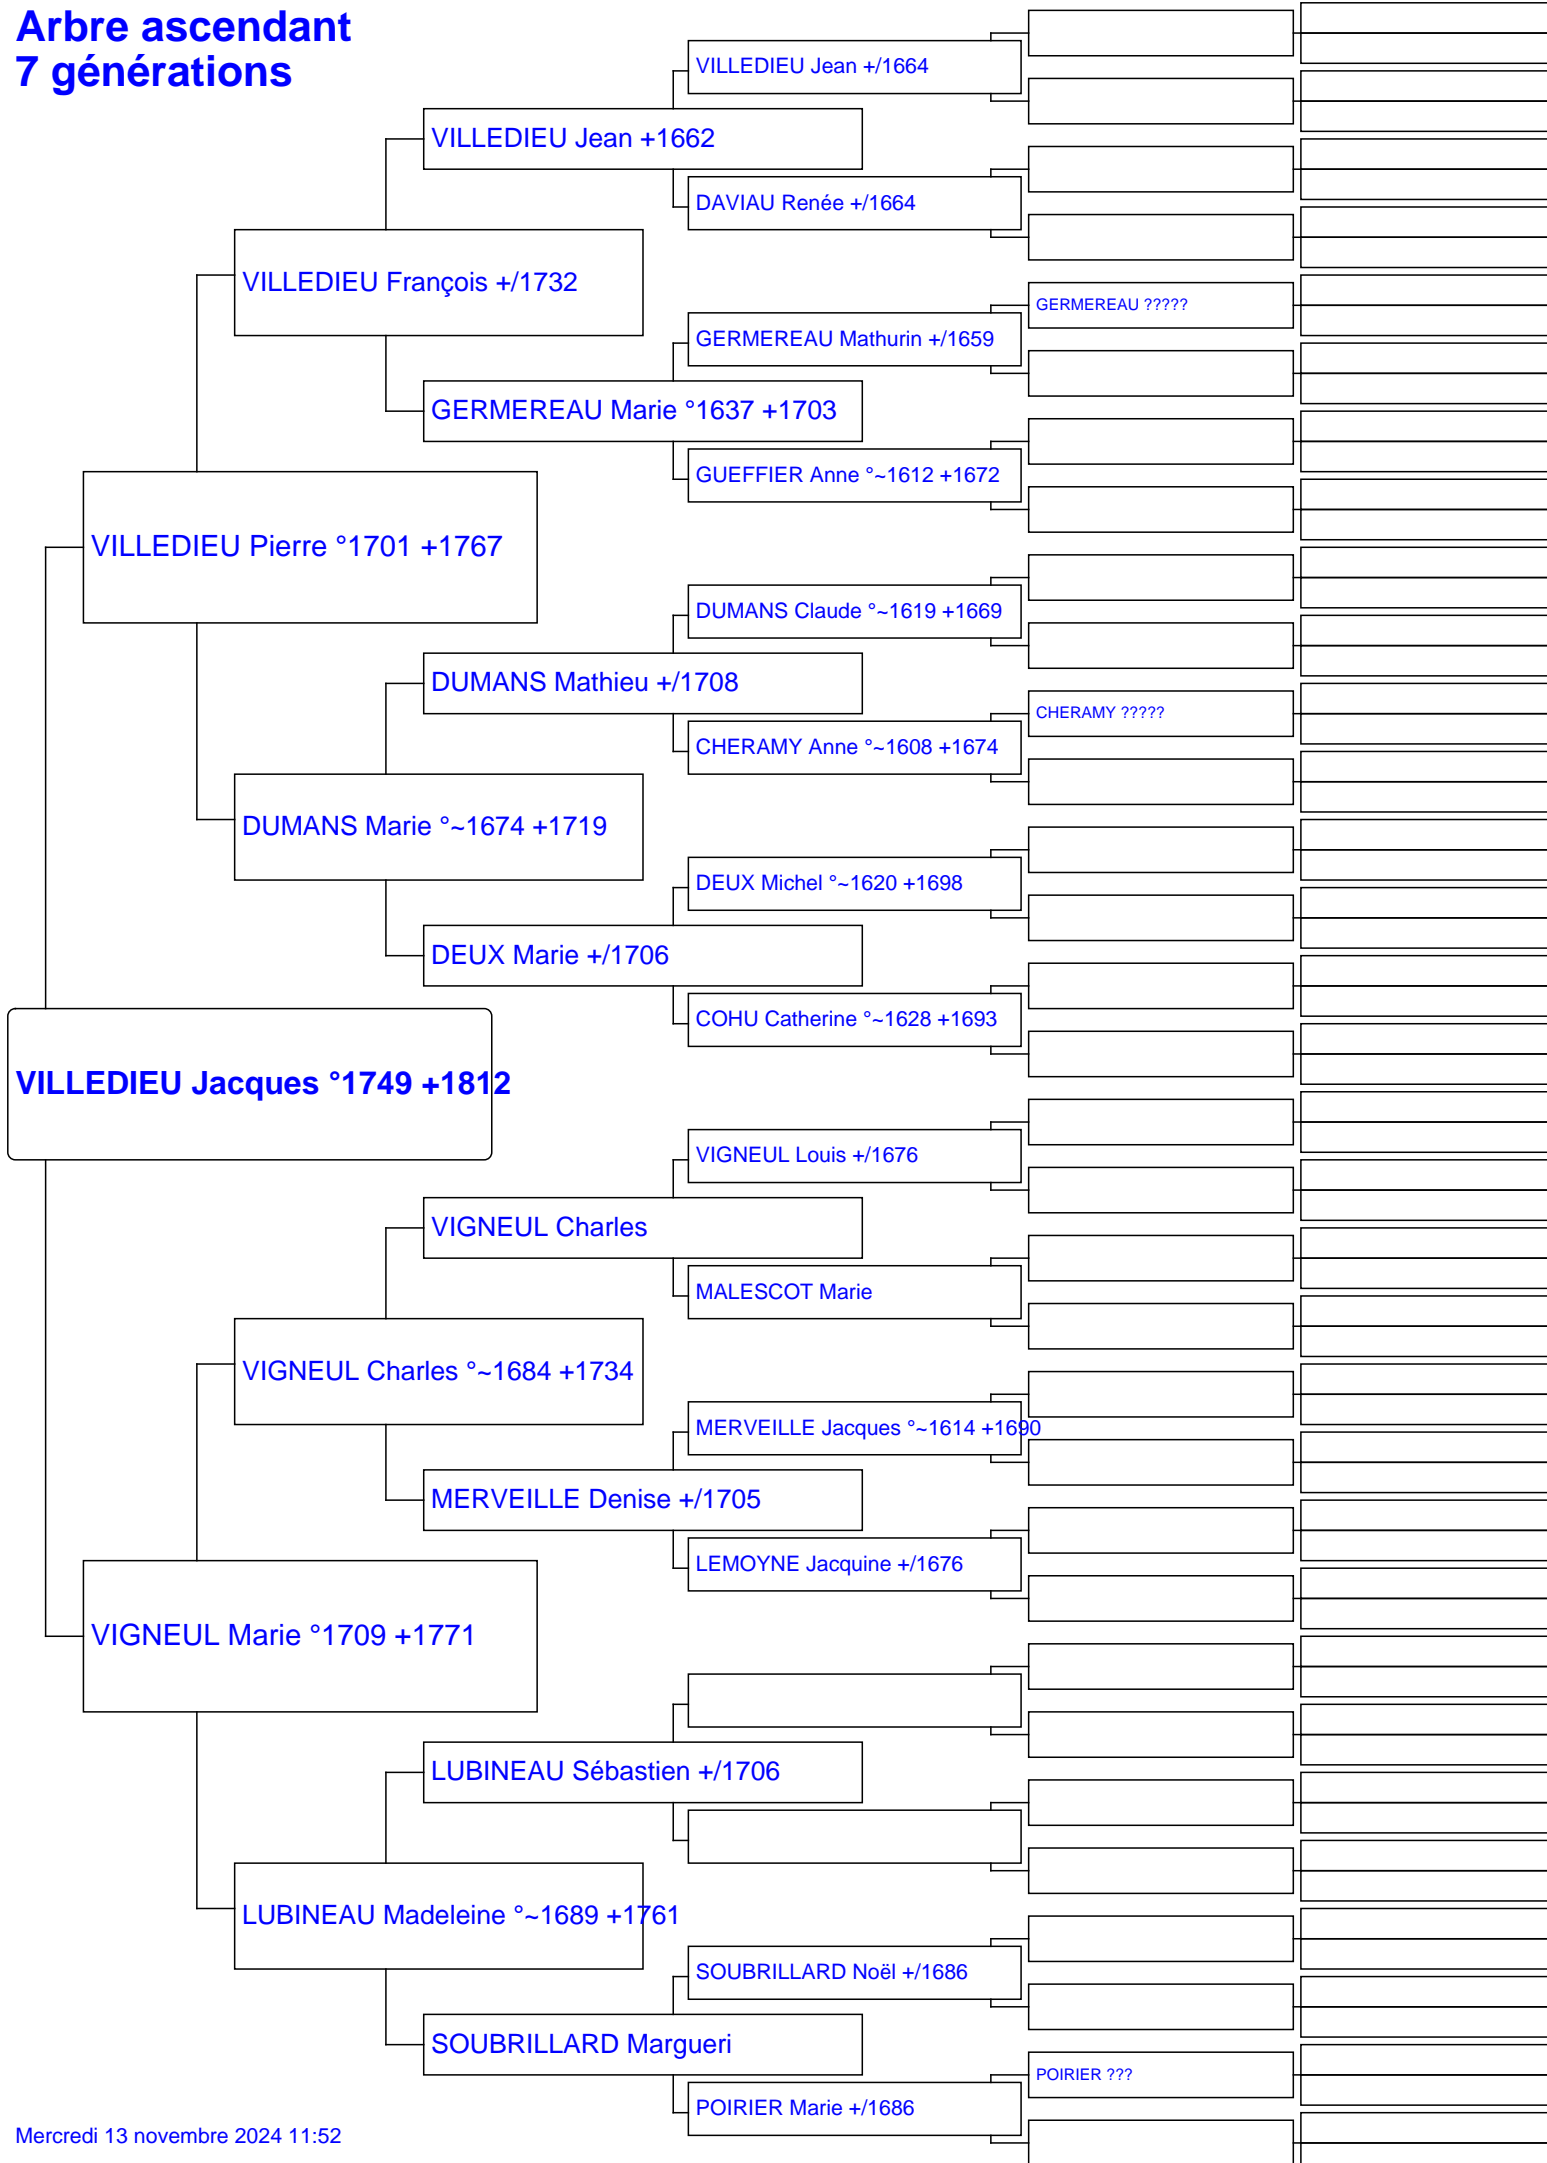 Arbre ascendant
7 générations
VILLEDIEU Jean +/1664
VILLEDIEU Jean +1662
DAVIAU Renée +/1664
VILLEDIEU François +/1732
GERMEREAU ?????
GERMEREAU Mathurin +/1659
GERMEREAU Marie °1637 +1703
GUEFFIER Anne °~1612 +1672
VILLEDIEU Pierre °1701 +1767
DUMANS Claude °~1619 +1669
DUMANS Mathieu +/1708
CHERAMY ?????
CHERAMY Anne °~1608 +1674
DUMANS Marie °~1674 +1719
DEUX Michel °~1620 +1698
DEUX Marie +/1706
COHU Catherine °~1628 +1693
VILLEDIEU Jacques °1749 +1812
VIGNEUL Louis +/1676
VIGNEUL Charles
MALESCOT Marie
VIGNEUL Charles °~1684 +1734
MERVEILLE Jacques °~1614 +1690
MERVEILLE Denise +/1705
LEMOYNE Jacquine +/1676
VIGNEUL Marie °1709 +1771
LUBINEAU Sébastien +/1706
LUBINEAU Madeleine °~1689 +1761
SOUBRILLARD Noël +/1686
SOUBRILLARD Margueri
POIRIER ???
POIRIER Marie +/1686
Mercredi 13 novembre 2024 11:52